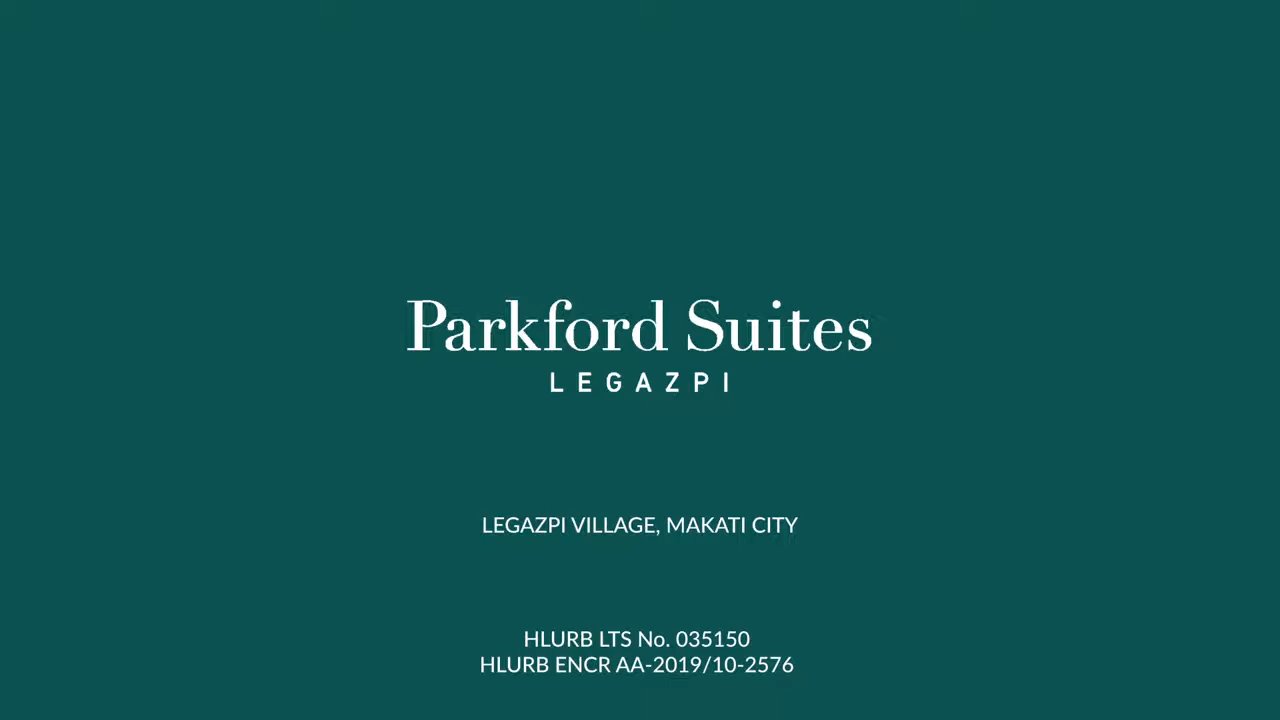 Parkford Suites
LEGAZPI
LEGAZPI VILLAGE, MAKATI CITY
HLURB LTS No. 035150
HLURB ENCR AA-2019/10-2576